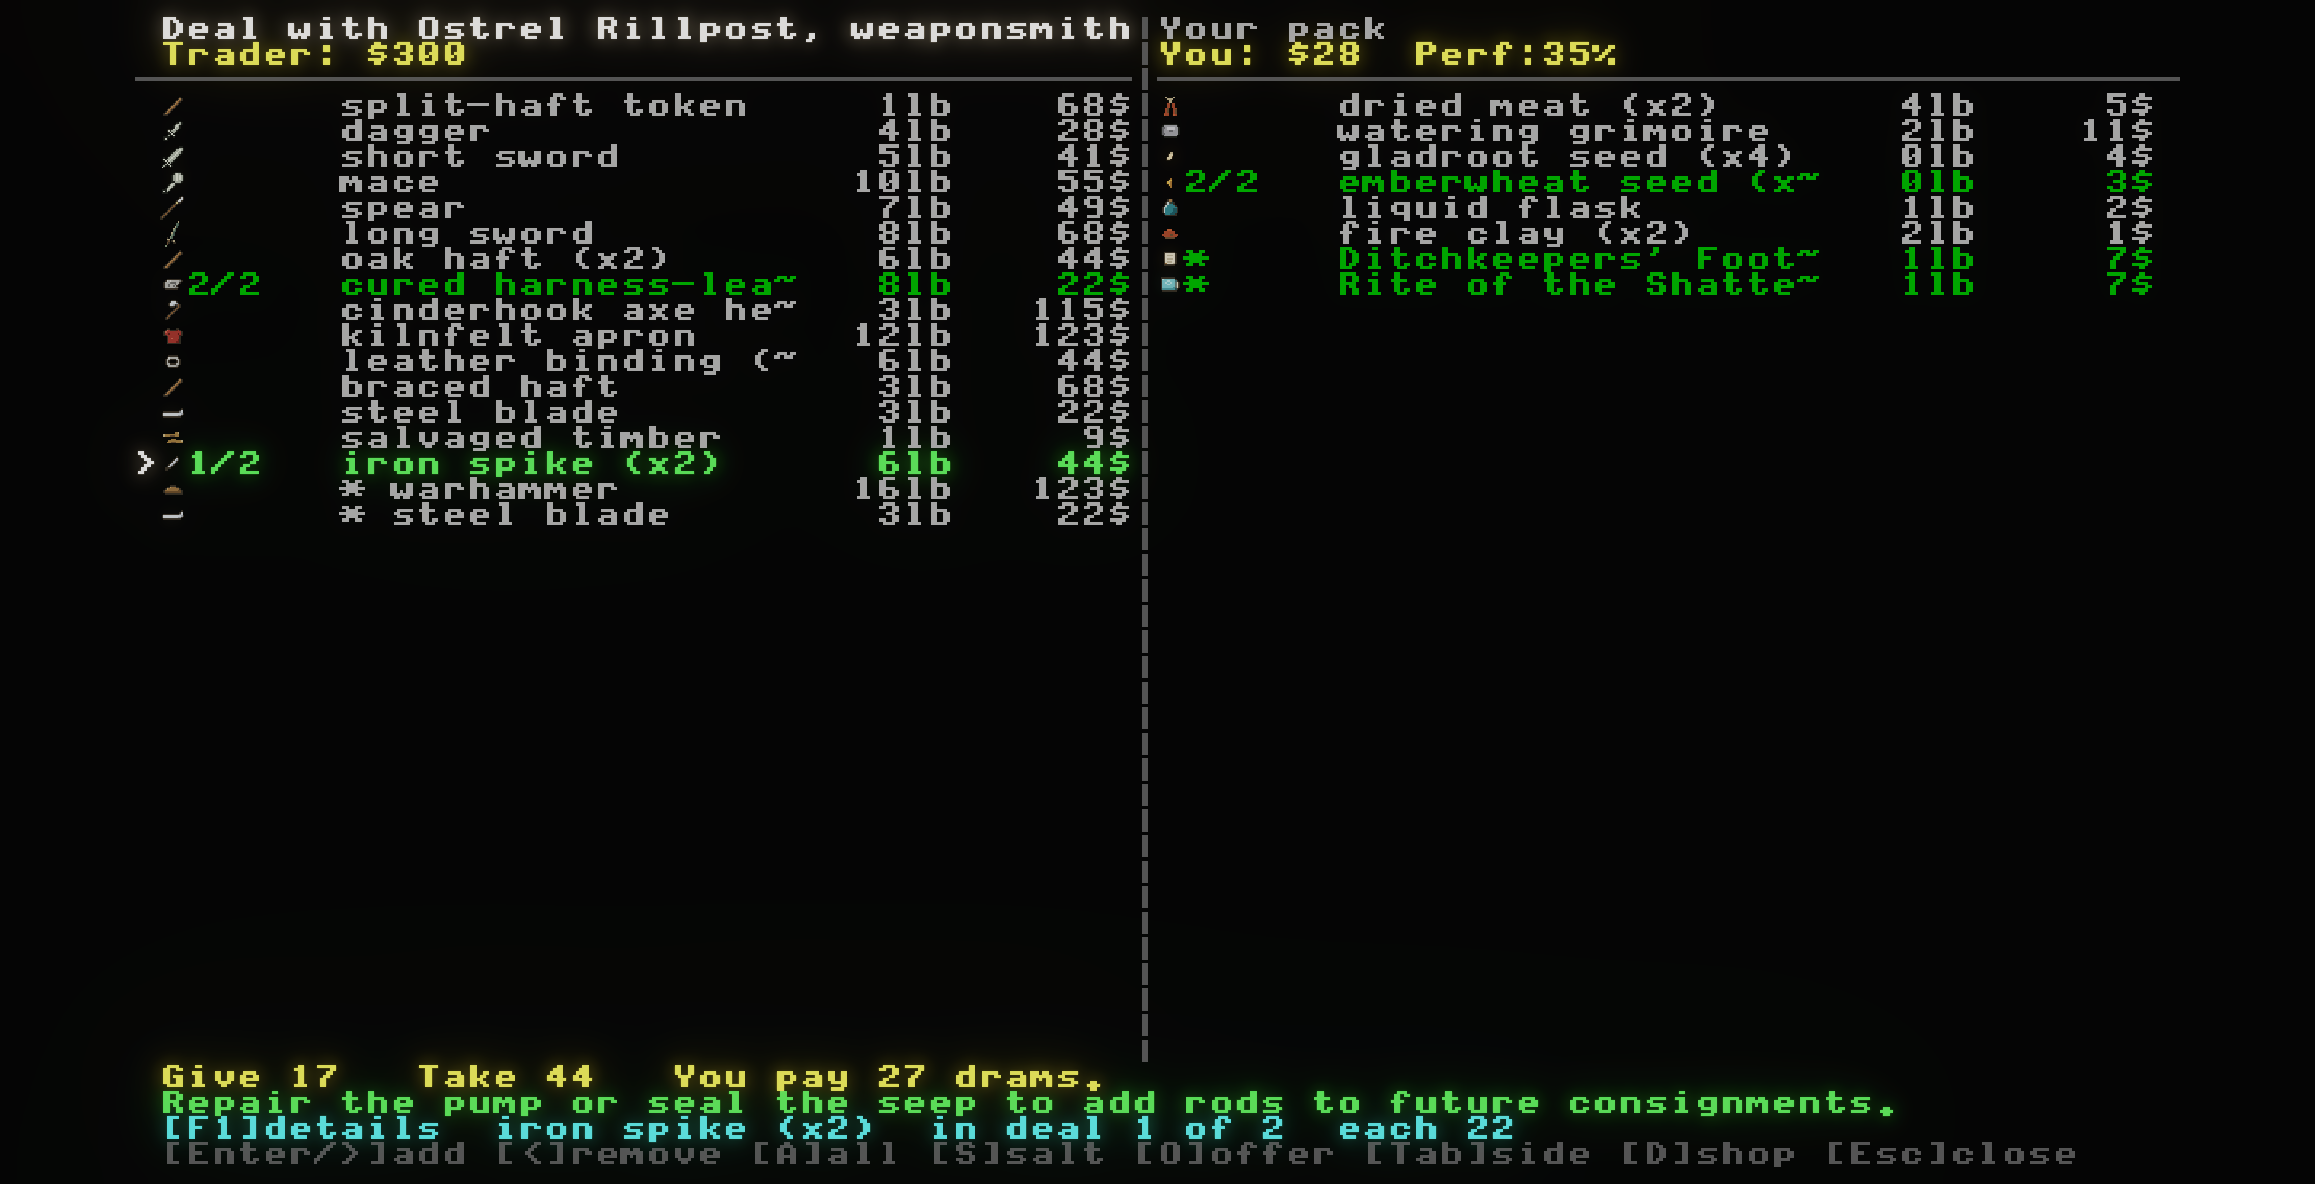 Deal with Ostrel Rillpost, weaponsmith
Trader: $300
split-haft token 1lb 68$
dagger 4lb 28$
short sword 5lb 41$
mace 10lb 55$
spear 7lb 49$
long sword 8lb 68$
oak haft (x2) 6lb 44$
2/2 cured harness-lea~ 8lb 22$
cinderhook axe he~ 3lb 115$
kilnfelt apron 12lb 123$
leather binding (~ 6lb 44$
braced haft 3lb 68$
steel blade 3lb 22$
salvaged timber 1lb 9$
> 1/2 iron spike (x2) 6lb 44$
* warhammer 16lb 123$
* steel blade 3lb 22$
Your pack
You: $28 Perf:35%
dried meat (x2) 4lb 5$
watering grimoire 2lb 11$
gladroot seed (x4) 0lb 4$
2/2 emberwheat seed (x~ 0lb 3$
liquid flask 1lb 2$
fire clay (x2) 2lb 1$
* Ditchkeepers' Foot~ 1lb 7$
* Rite of the Shatte~ 1lb 7$
Give 17 Take 44 You pay 27 drams.
Repair the pump or seal the seep to add rods to future consignments.
[F1]details iron spike (x2) in deal 1 of 2 each 22
[Enter/>]add [<]remove [A]all [S]salt [O]offer [Tab]side [D]shop [Esc]close